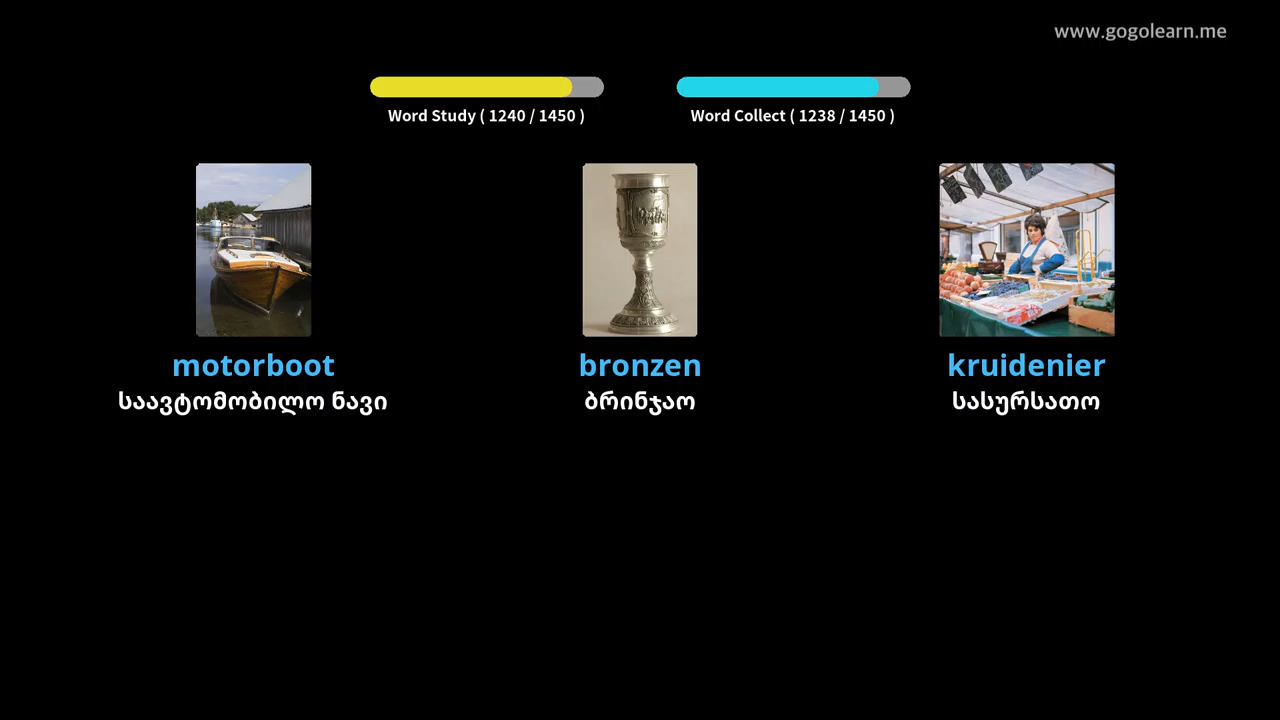 www.gogolearn.me
Word Study ( 1240 / 1450 )
Word Collect ( 1238 / 1450 )
motorboot
საავტომობილო ნავი
bronzen
ბრინჯაო
kruidenier
სასურსათო